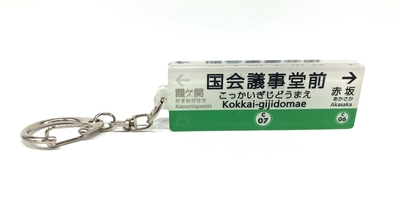 ← 国会議事堂前 →
霞ケ関 こっかいぎじどうまえ 赤坂
かすみがせき Kokkai-gijidomae あかさか
Kasumigaseki Akasaka
C 07 C 06